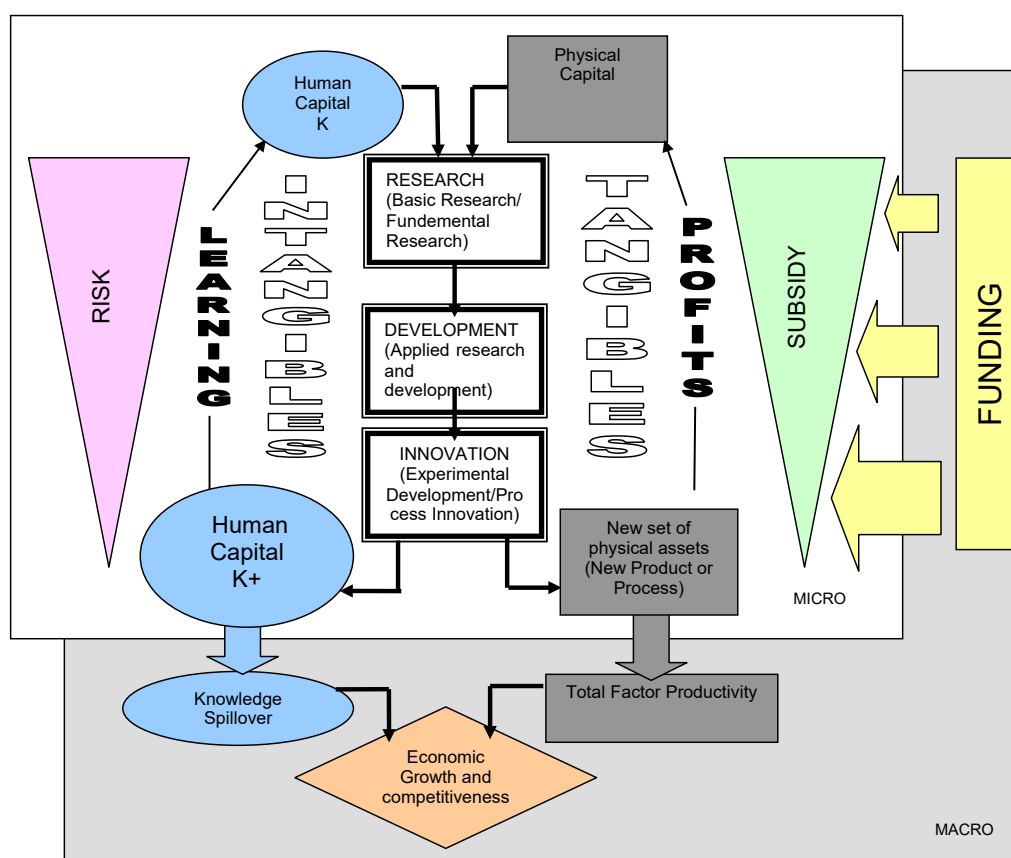 Human
Capital
K
Physical
Capital
RISK
LEARNING
INTANGIBLES
RESEARCH
(Basic Research/
Fundemental
Research)
DEVELOPMENT
(Applied research
and
development)
INNOVATION
(Experimental
Development/Pro
cess Innovation)
TANGIBLES
PROFITS
SUBSIDY
FUNDING
Human
Capital
K+
New set of
physical assets
(New Product or
Process)
MICRO
Knowledge
Spillover
Total Factor Productivity
Economic
Growth and
competitiveness
MACRO